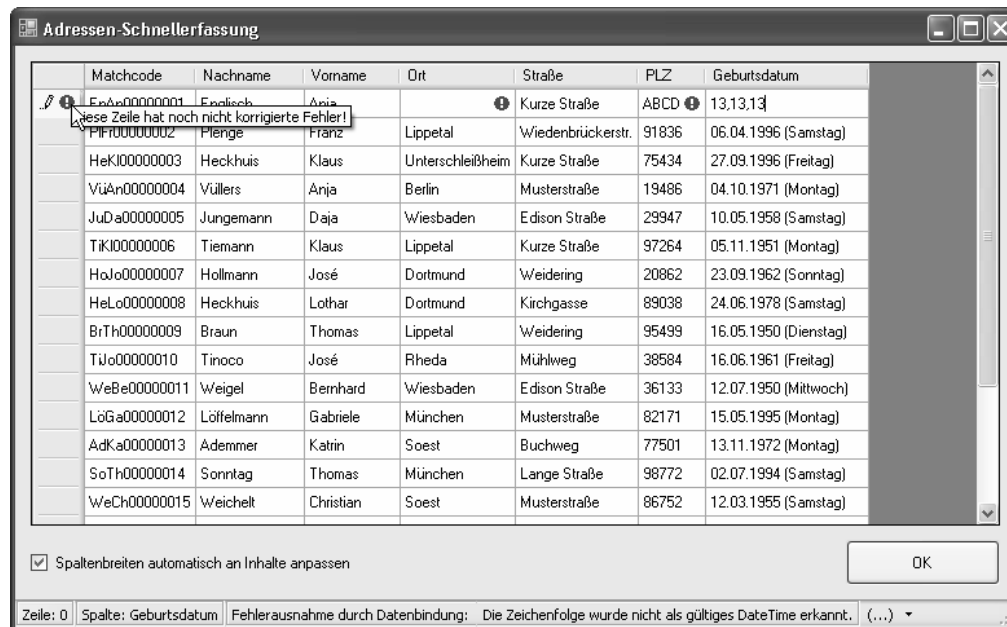 Adressen-Schnellerfassung
Matchcode Nachname Vorname Ort Straße PLZ Geburtsdatum
EnAn00000001 Englisch Anja Kurze Straße ABCD 13,13,13
iese Zeile hat noch nicht korrigierte Fehler!
PlFr00000002 Plenge Franz Lippetal Wiedenbrückerstr. 91836 06.04.1996 (Samstag)
HeKl00000003 Heckhuis Klaus Unterschleißheim Kurze Straße 75434 27.09.1996 (Freitag)
VüAn00000004 Vüllers Anja Berlin Musterstraße 19486 04.10.1971 (Montag)
JuDa00000005 Jungemann Daja Wiesbaden Edison Straße 29947 10.05.1958 (Samstag)
TiKl00000006 Tiemann Klaus Lippetal Kurze Straße 97264 05.11.1951 (Montag)
HoJo00000007 Hollmann José Dortmund Weidering 20862 23.09.1962 (Sonntag)
HeLo00000008 Heckhuis Lothar Dortmund Kirchgasse 89038 24.06.1978 (Samstag)
BrTh00000009 Braun Thomas Lippetal Weidering 95499 16.05.1950 (Dienstag)
TiJo00000010 Tinoco José Rheda Mühlweg 38584 16.06.1961 (Freitag)
WeBe00000011 Weigel Bernhard Wiesbaden Edison Straße 36133 12.07.1950 (Mittwoch)
LöGa00000012 Löffelmann Gabriele München Musterstraße 82171 15.05.1995 (Montag)
AdKa00000013 Ademmer Katrin Soest Buchweg 77501 13.11.1972 (Montag)
SoTh00000014 Sonntag Thomas München Lange Straße 98772 02.07.1994 (Samstag)
WeCh00000015 Weichelt Christian Soest Musterstraße 86752 12.03.1955 (Samstag)
Spaltenbreiten automatisch an Inhalte anpassen
OK
Zeile: 0 Spalte: Geburtsdatum Fehlerausnahme durch Datenbindung: Die Zeichenfolge wurde nicht als gültiges DateTime erkannt. (...)